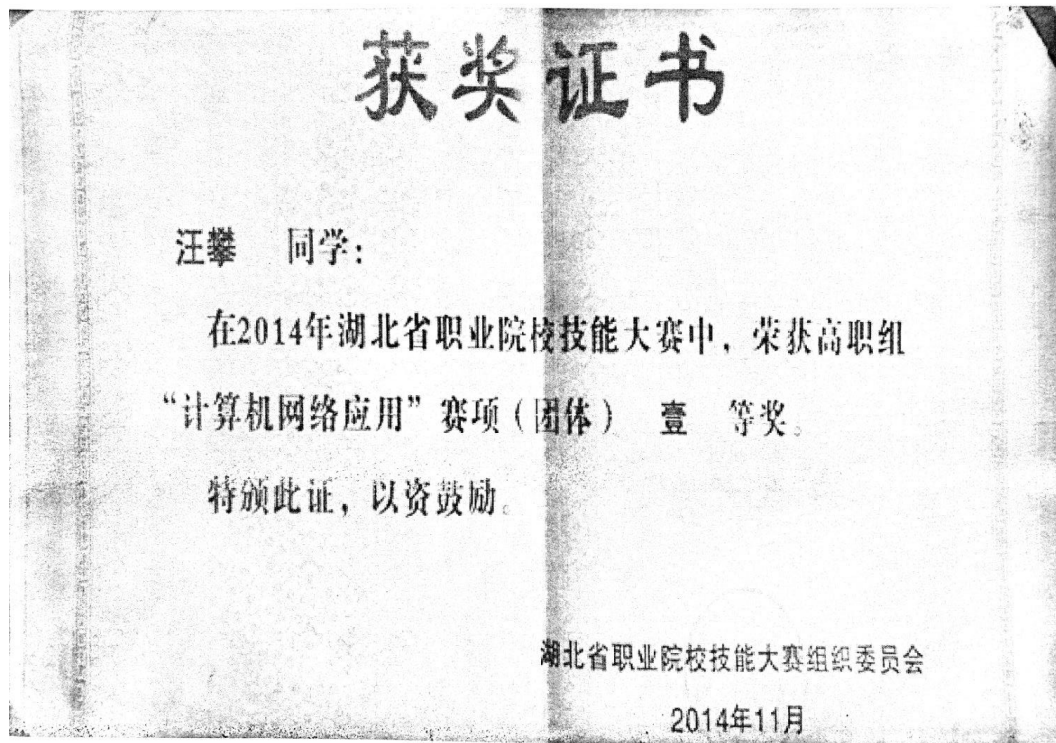 获奖证书
汪攀 同学：
在2014年湖北省职业院校技能大赛中，荣获高职组
“计算机网络应用”赛项（团体） 壹 等奖。
特颁此证，以资鼓励。
湖北省职业院校技能大赛组织委员会
2014年11月